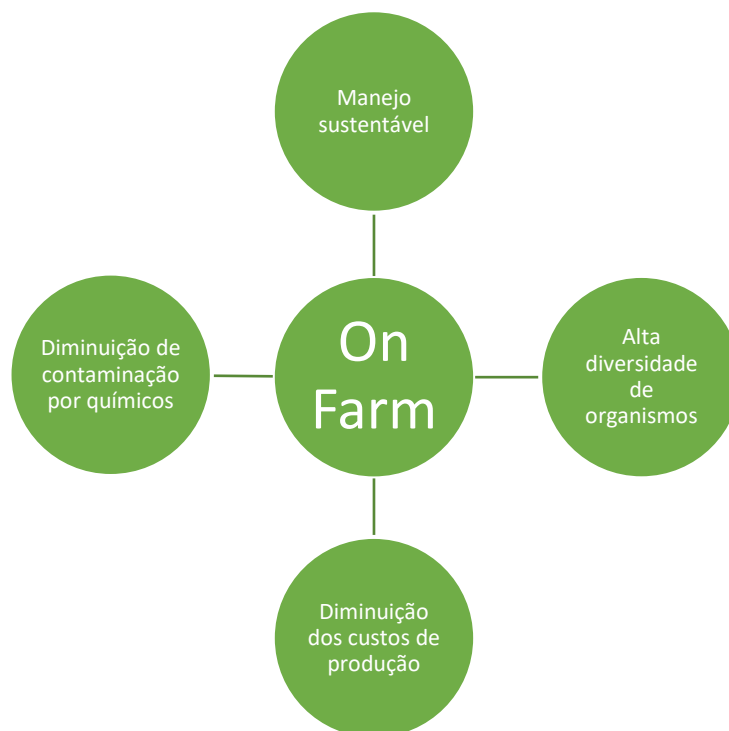 Manejo
sustentável
Diminuição de
contaminação
por químicos
On
Farm
Alta
diversidade
de
organismos
Diminuição
dos custos de
produção